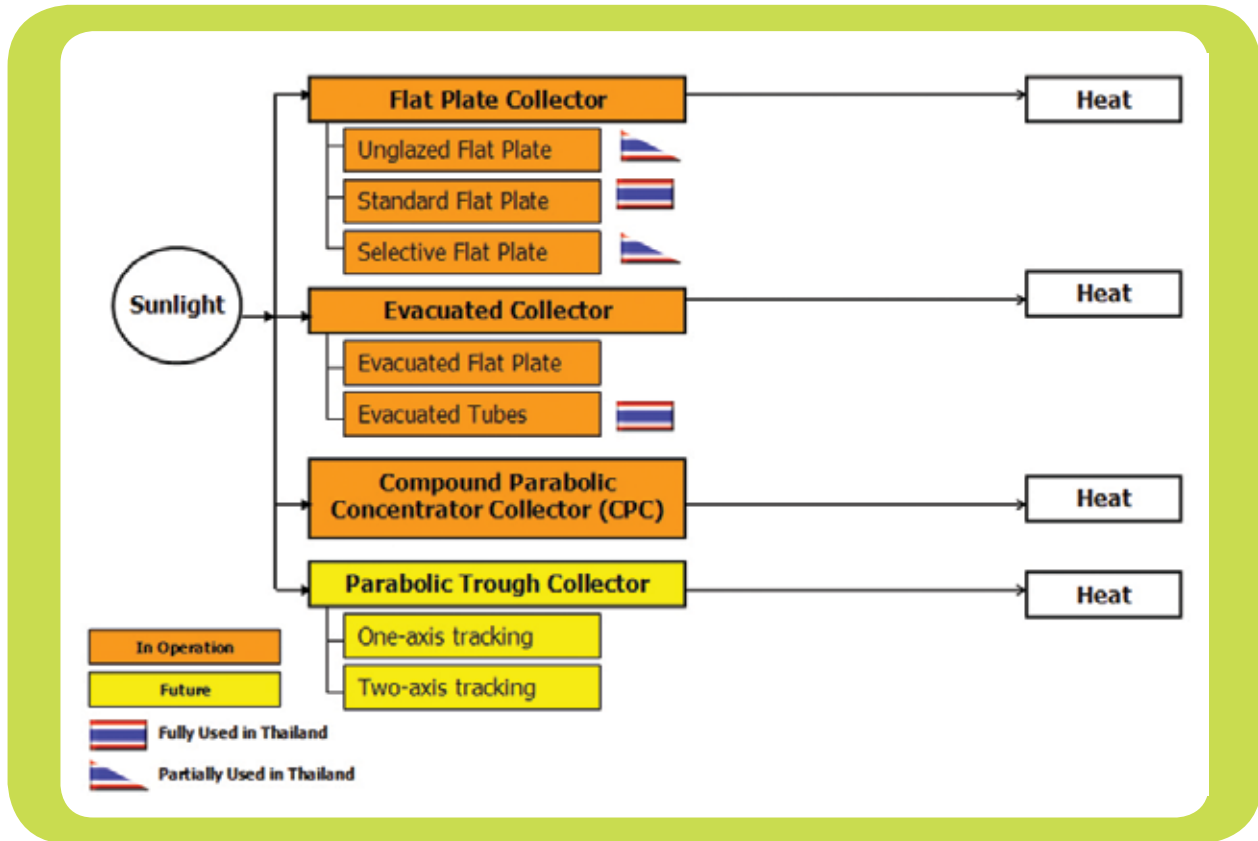 Flat Plate Collector
Heat
Unglazed Flat Plate
Standard Flat Plate
Selective Flat Plate
Sunlight
Evacuated Collector
Heat
Evacuated Flat Plate
Evacuated Tubes
Compound Parabolic
Concentrator Collector (CPC)
Heat
Parabolic Trough Collector
Heat
One-axis tracking
Two-axis tracking
In Operation
Future
Fully Used in Thailand
Partially Used in Thailand